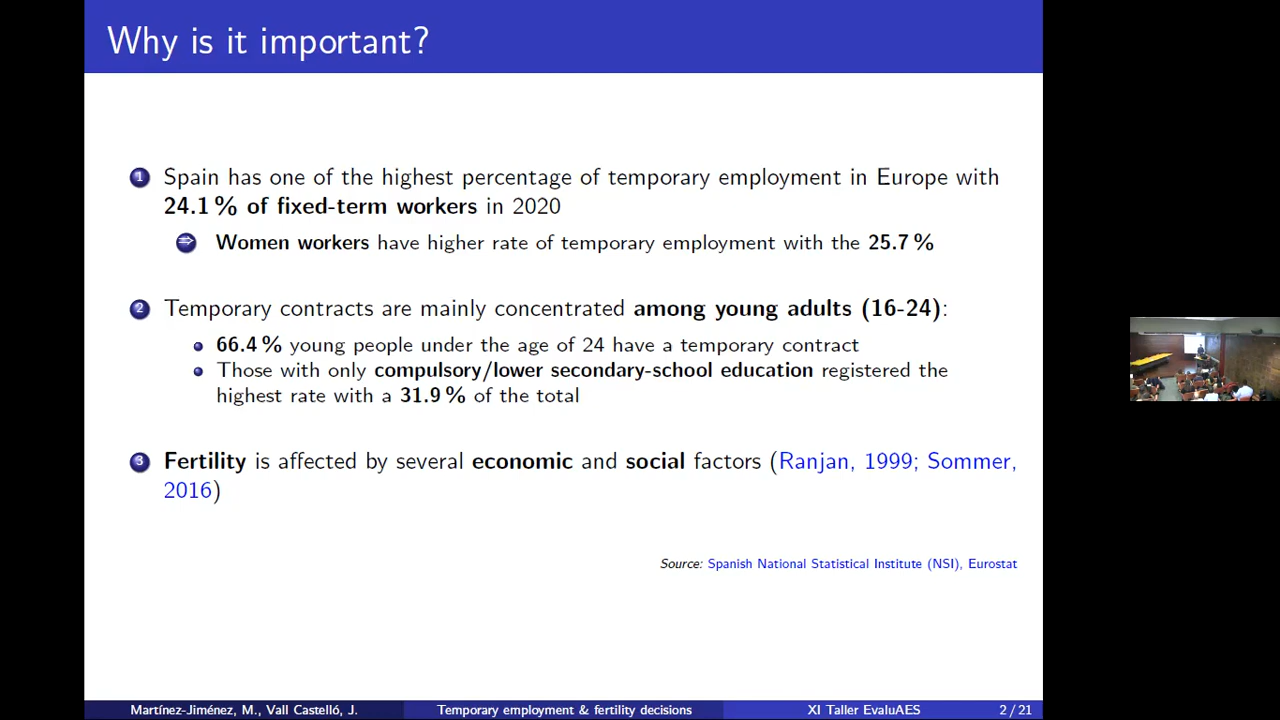 Why is it important?
1 Spain has one of the highest percentage of temporary employment in Europe with
24.1 % of fixed-term workers in 2020
⇒ Women workers have higher rate of temporary employment with the 25.7 %
2 Temporary contracts are mainly concentrated among young adults (16-24):
66.4 % young people under the age of 24 have a temporary contract
Those with only compulsory/lower secondary-school education registered the
highest rate with a 31.9 % of the total
3 Fertility is affected by several economic and social factors (Ranjan, 1999; Sommer,
2016)
Source: Spanish National Statistical Institute (NSI), Eurostat
Martínez-Jiménez, M., Vall Castelló, J. Temporary employment & fertility decisions XI Taller EvaluAES 2 / 21